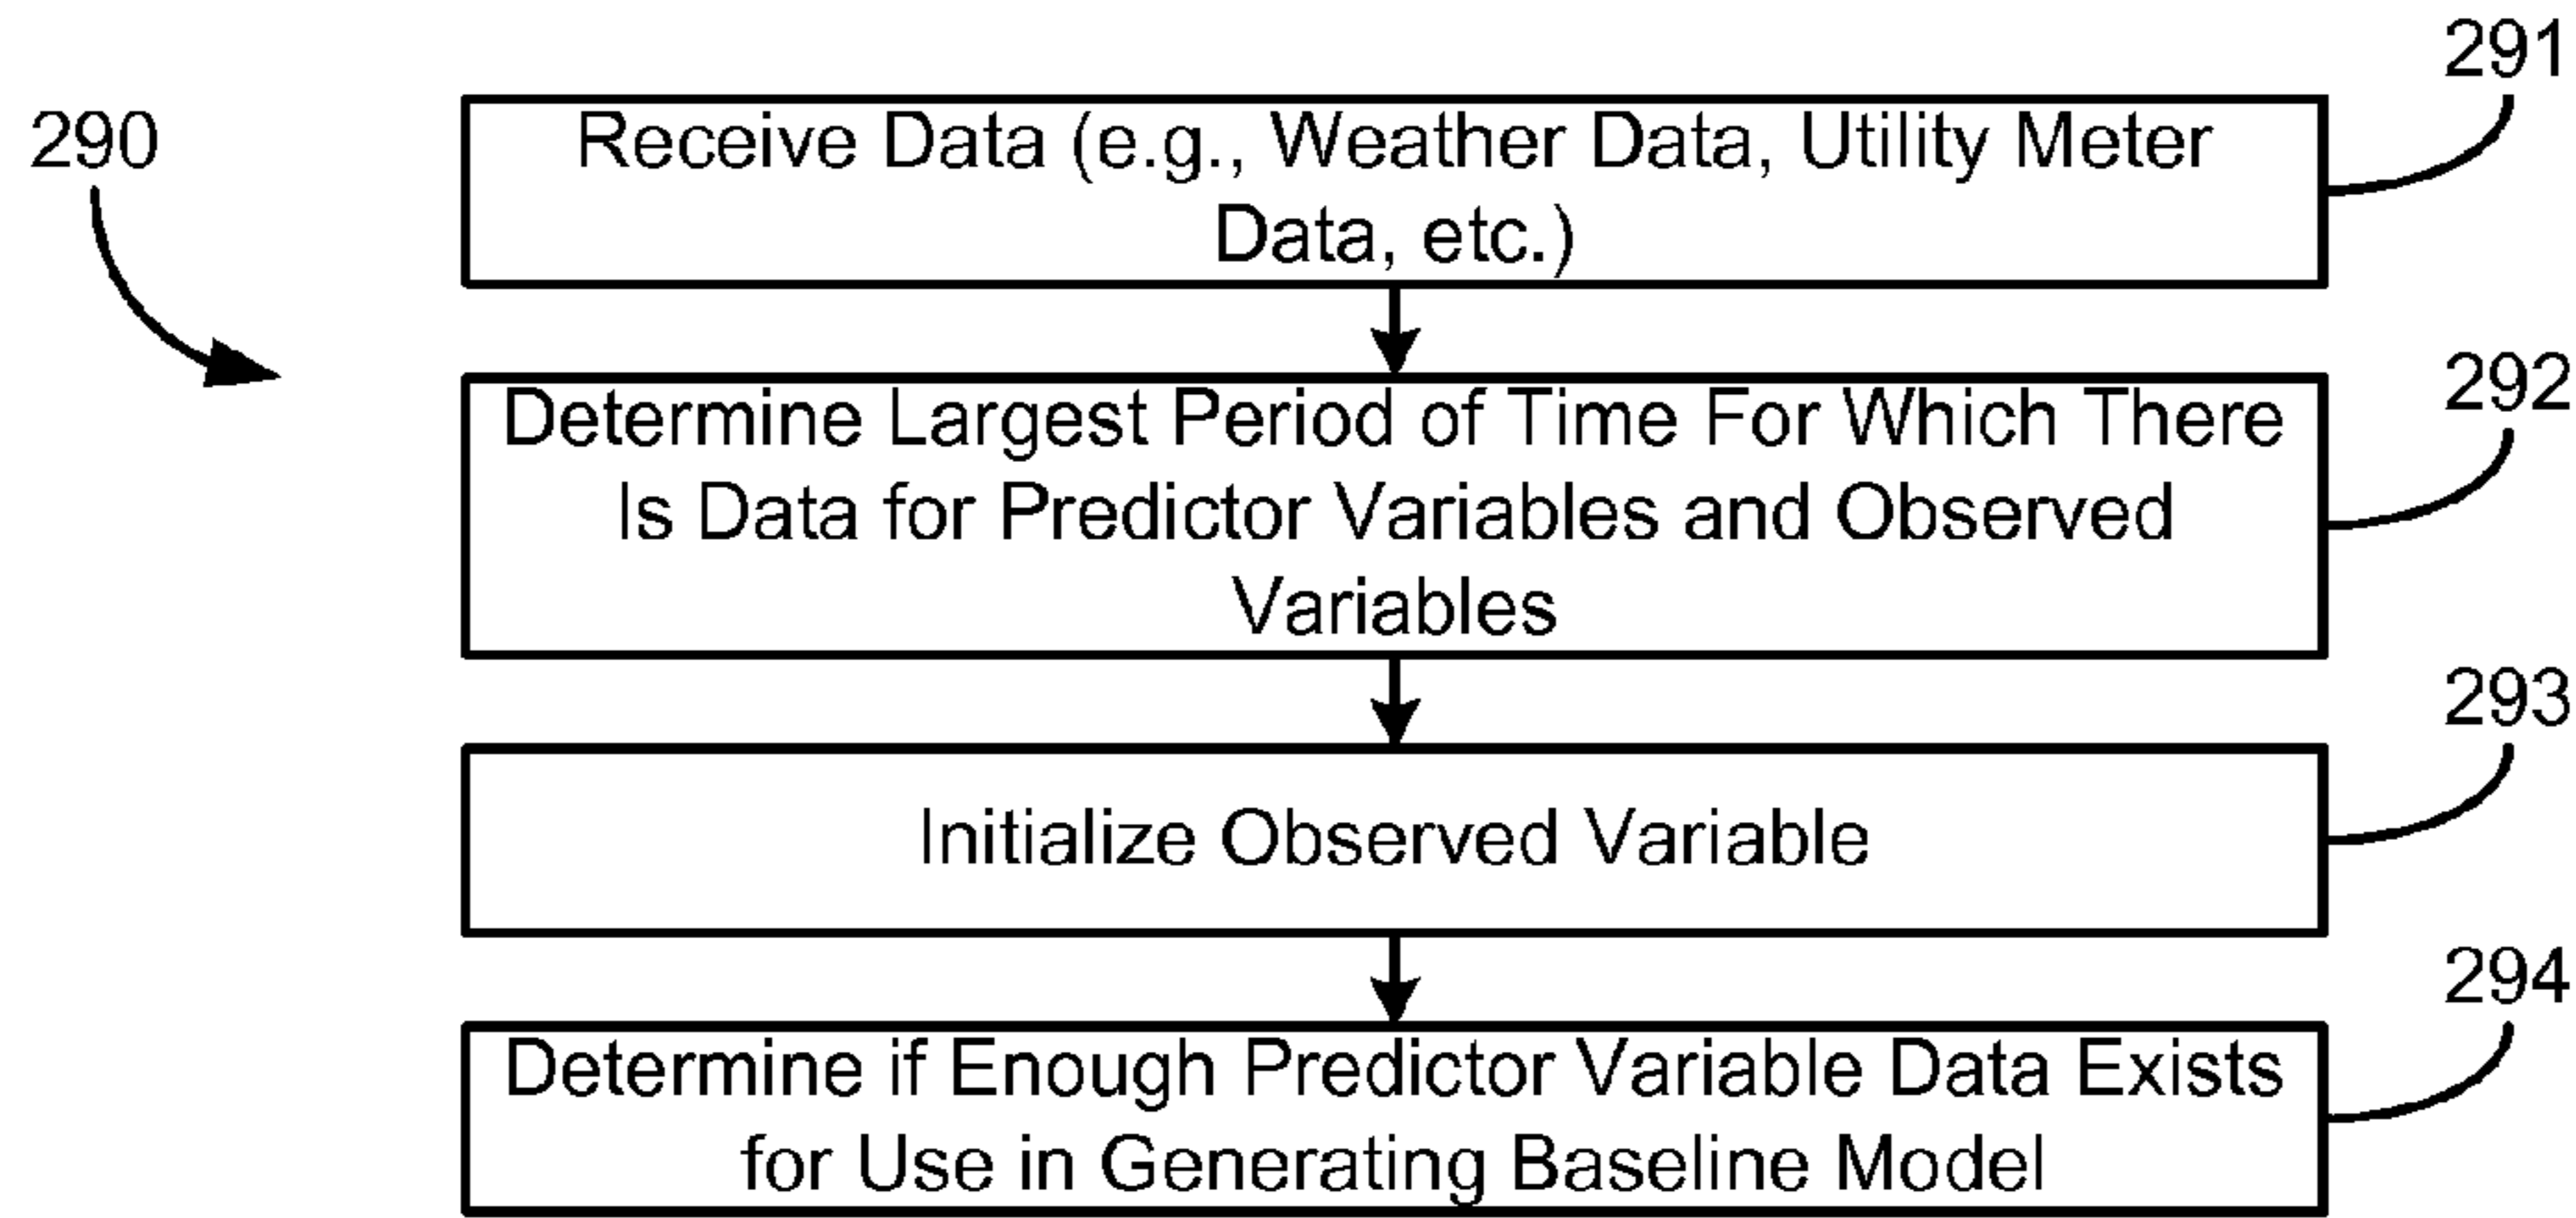 291
290
Receive Data (e.g., Weather Data, Utility Meter
Data, etc.)
292
Determine Largest Period of Time For Which There
Is Data for Predictor Variables and Observed
Variables
293
Initialize Observed Variable
294
Determine if Enough Predictor Variable Data Exists
for Use in Generating Baseline Model